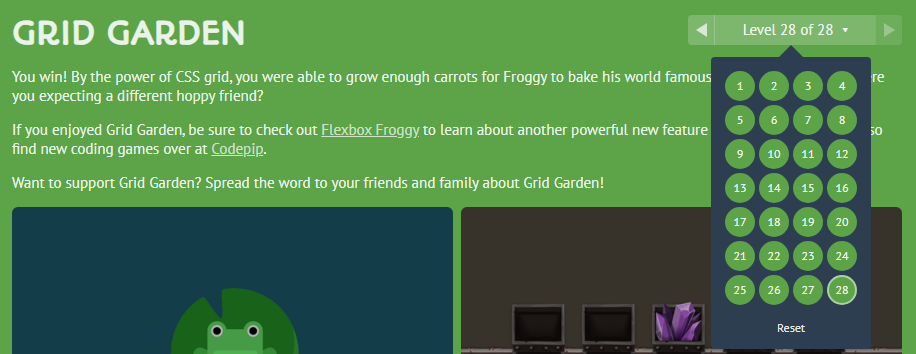 GRID GARDEN
Level 28 of 28
You win! By the power of CSS grid, you were able to grow enough carrots for Froggy to bake his world famous
you expecting a different hoppy friend?
If you enjoyed Grid Garden, be sure to check out Flexbox Froggy to learn about another powerful new feature
find new coding games over at Codepip.
Want to support Grid Garden? Spread the word to your friends and family about Grid Garden!
1 2 3 4
5 6 7 8
9 10 11 12
13 14 15 16
17 18 19 20
21 22 23 24
25 26 27 28
Reset